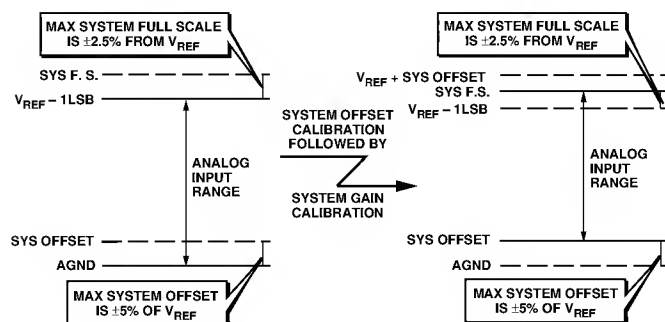 MAX SYSTEM FULL SCALE
IS ±2.5% FROM VREF
SYS F. S.
VREF – 1LSB
ANALOG
INPUT
RANGE
SYS OFFSET
AGND
MAX SYSTEM OFFSET
IS ±5% OF VREF
SYSTEM OFFSET
CALIBRATION
FOLLOWED BY
SYSTEM GAIN
CALIBRATION
MAX SYSTEM FULL SCALE
IS ±2.5% FROM VREF
VREF + SYS OFFSET
SYS F.S.
VREF – 1LSB
ANALOG
INPUT
RANGE
SYS OFFSET
AGND
MAX SYSTEM OFFSET
IS ±5% OF VREF